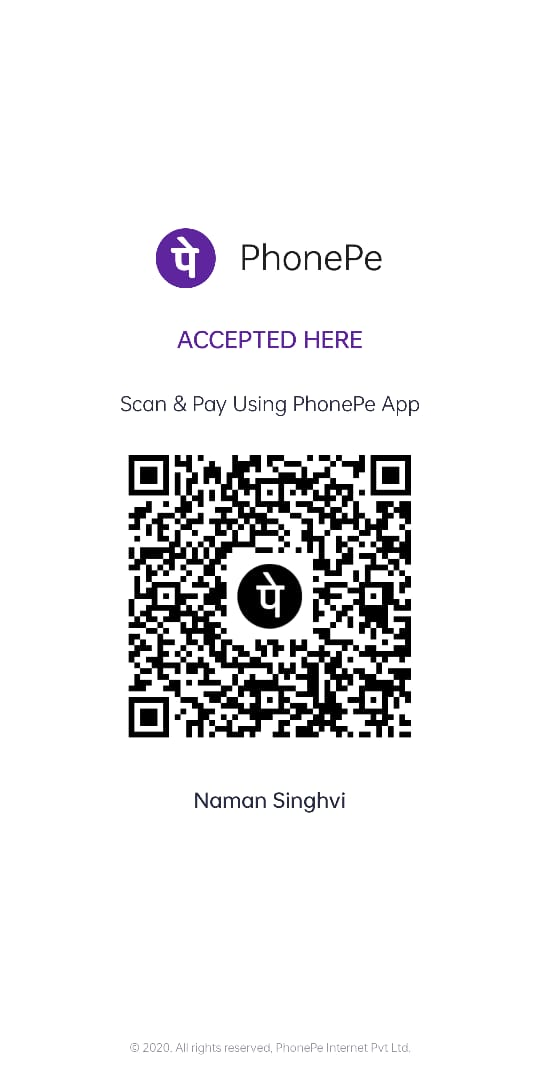 पे PhonePe
ACCEPTED HERE
Scan & Pay Using PhonePe App
पे
Naman Singhvi
© 2020. All rights reserved, PhonePe Internet Pvt Ltd.